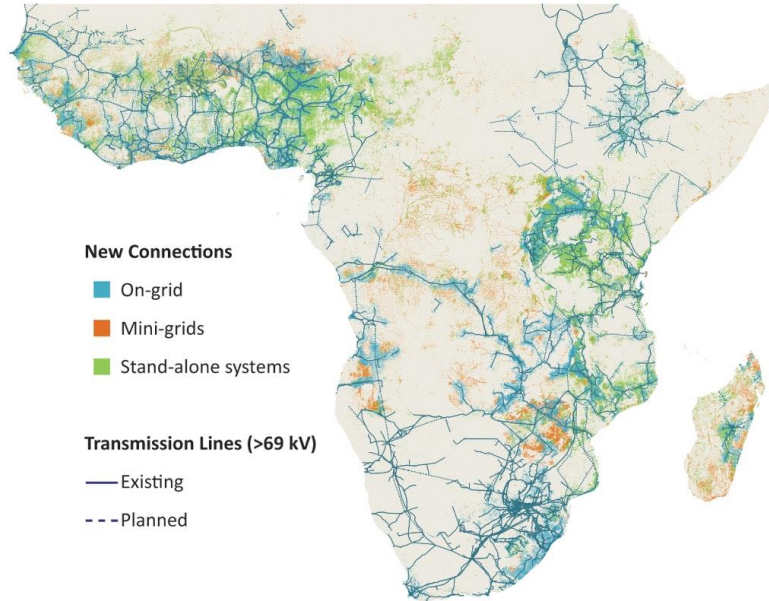 New Connections
On-grid
Mini-grids
Stand-alone systems
Transmission Lines (>69 kV)
Existing
Planned